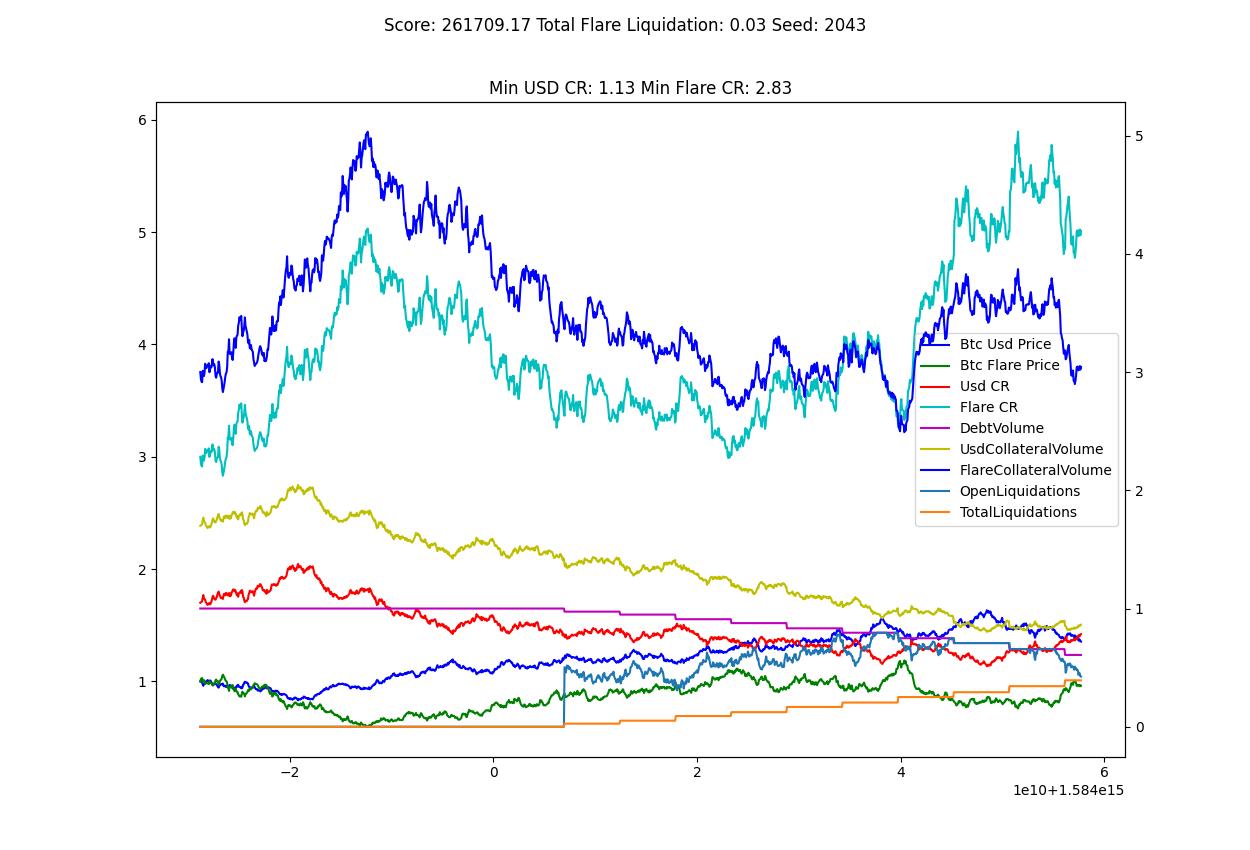 Score: 261709.17 Total Flare Liquidation: 0.03 Seed: 2043
Min USD CR: 1.13 Min Flare CR: 2.83
6
5
4
3
2
1
5
4
3
2
1
0
Btc Usd Price
Btc Flare Price
Usd CR
Flare CR
DebtVolume
UsdCollateralVolume
FlareCollateralVolume
OpenLiquidations
TotalLiquidations
−2 0 2 4 6
1e10+1.584e15